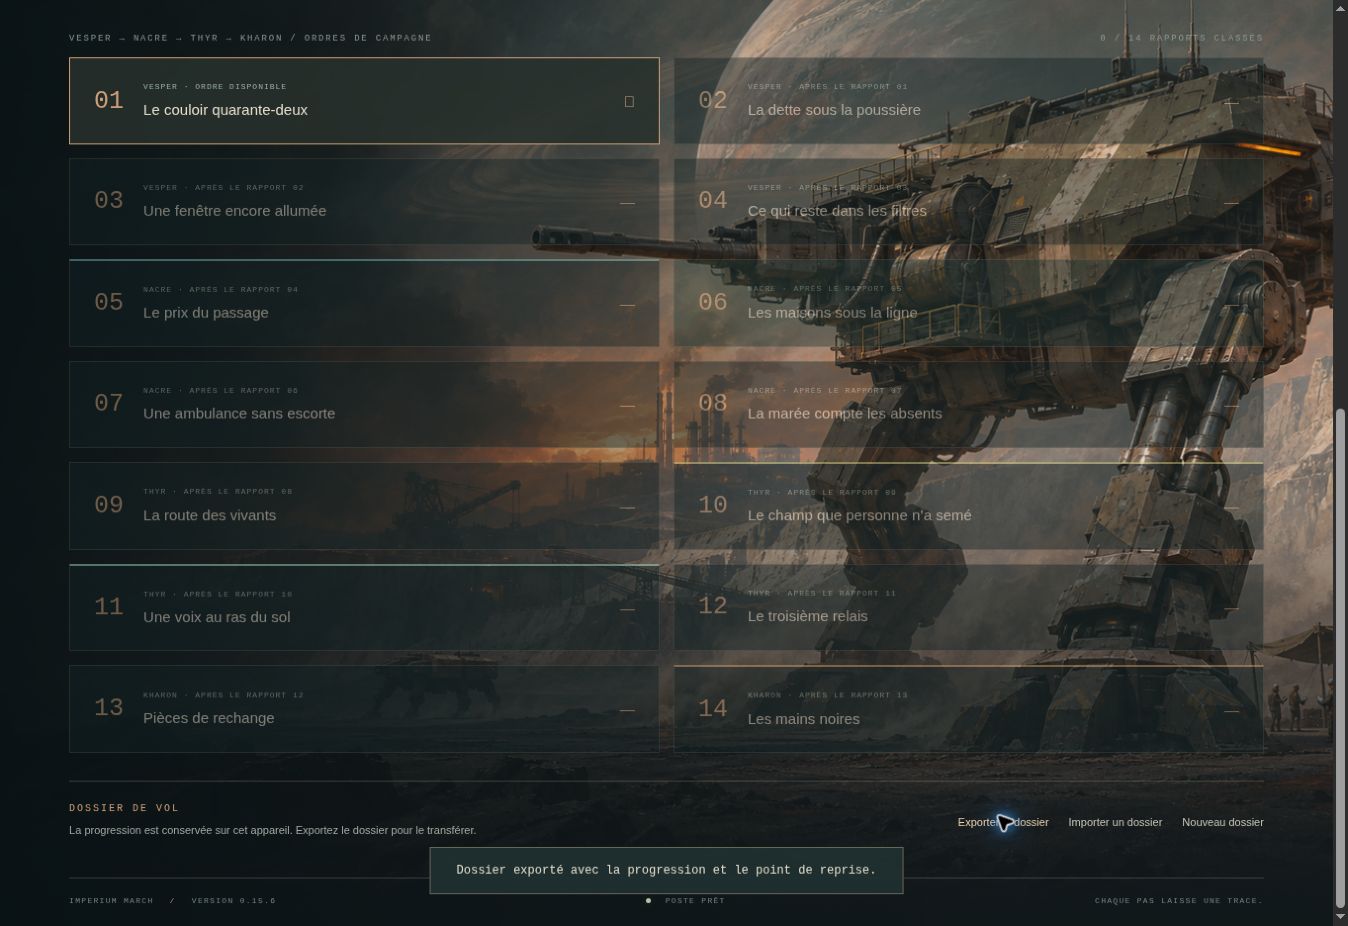 VESPER → NACRE → THYR → KHARON / ORDRES DE CAMPAGNE
0 / 14 RAPPORTS CLASSÉS
01
VESPER · ORDRE DISPONIBLE
Le couloir quarante-deux
02
VESPER · APRÈS LE RAPPORT 01
La dette sous la poussière
—
03
VESPER · APRÈS LE RAPPORT 02
Une fenêtre encore allumée
—
04
VESPER · APRÈS LE RAPPORT 03
Ce qui reste dans les filtres
—
05
NACRE · APRÈS LE RAPPORT 04
Le prix du passage
—
06
NACRE · APRÈS LE RAPPORT 05
Les maisons sous la ligne
—
07
NACRE · APRÈS LE RAPPORT 06
Une ambulance sans escorte
—
08
NACRE · APRÈS LE RAPPORT 07
La marée compte les absents
—
09
THYR · APRÈS LE RAPPORT 08
La route des vivants
—
10
THYR · APRÈS LE RAPPORT 09
Le champ que personne n'a semé
—
11
THYR · APRÈS LE RAPPORT 10
Une voix au ras du sol
—
12
THYR · APRÈS LE RAPPORT 11
Le troisième relais
—
13
KHARON · APRÈS LE RAPPORT 12
Pièces de rechange
—
14
KHARON · APRÈS LE RAPPORT 13
Les mains noires
—
DOSSIER DE VOL
La progression est conservée sur cet appareil. Exportez le dossier pour le transférer.
Exporter dossier
Importer un dossier
Nouveau dossier
Dossier exporté avec la progression et le point de reprise.
IMPERIUM MARCH / VERSION 0.15.6
POSTE PRÊT
CHAQUE PAS LAISSE UNE TRACE.